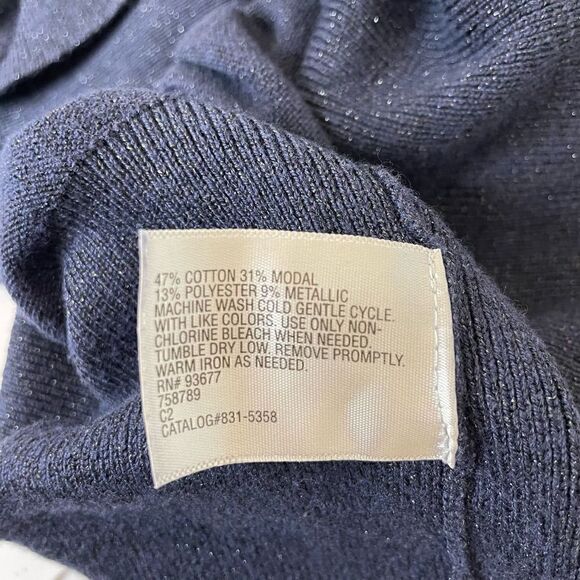 47% COTTON 31% MODAL
13% POLYESTER 9% METALLIC
MACHINE WASH COLD GENTLE CYCLE.
WITH LIKE COLORS. USE ONLY NON-
CHLORINE BLEACH WHEN NEEDED.
TUMBLE DRY LOW. REMOVE PROMPTLY.
WARM IRON AS NEEDED.
RN# 93677
758789
C2
CATALOG#831-5358